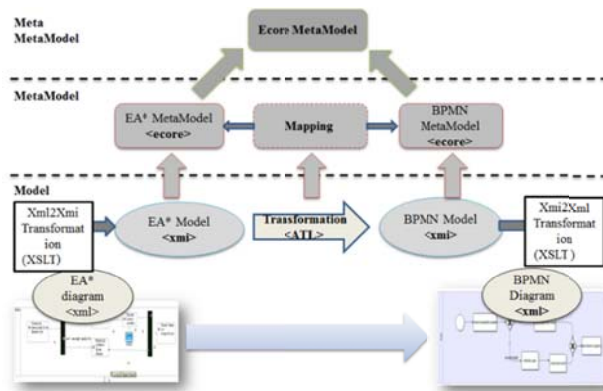 Meta
MetaModel
Ecore MetaModel
MetaModel
EA* MetaModel
<ecore>
Mapping
BPMN
MetaModel
<ecore>
Model
Xml2Xmi
Transformat
ion
(XSLT)
EA* Model
<xmi>
Transformation
<ATL>
BPMN Model
<xmi>
Xmi2Xml
Transformat
ion
(XSLT )
EA*
diagram
<xml>
BPMN
Diagram
<xml>